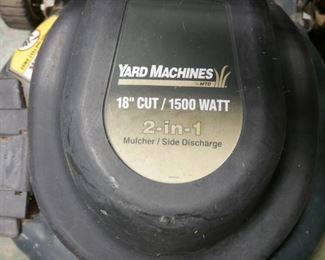 YARD MACHINES
BY MTD
18" CUT / 1500 WATT
2-in-1
Mulcher / Side Discharge